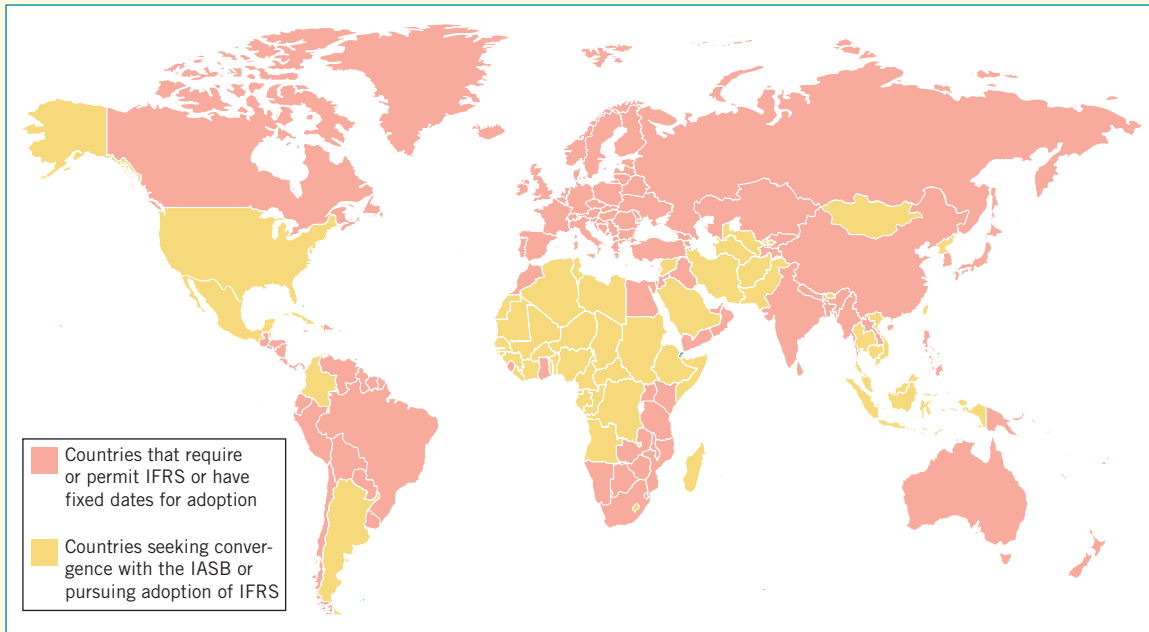 Countries that require
or permit IFRS or have
fixed dates for adoption
Countries seeking conver-
gence with the IASB or
pursuing adoption of IFRS